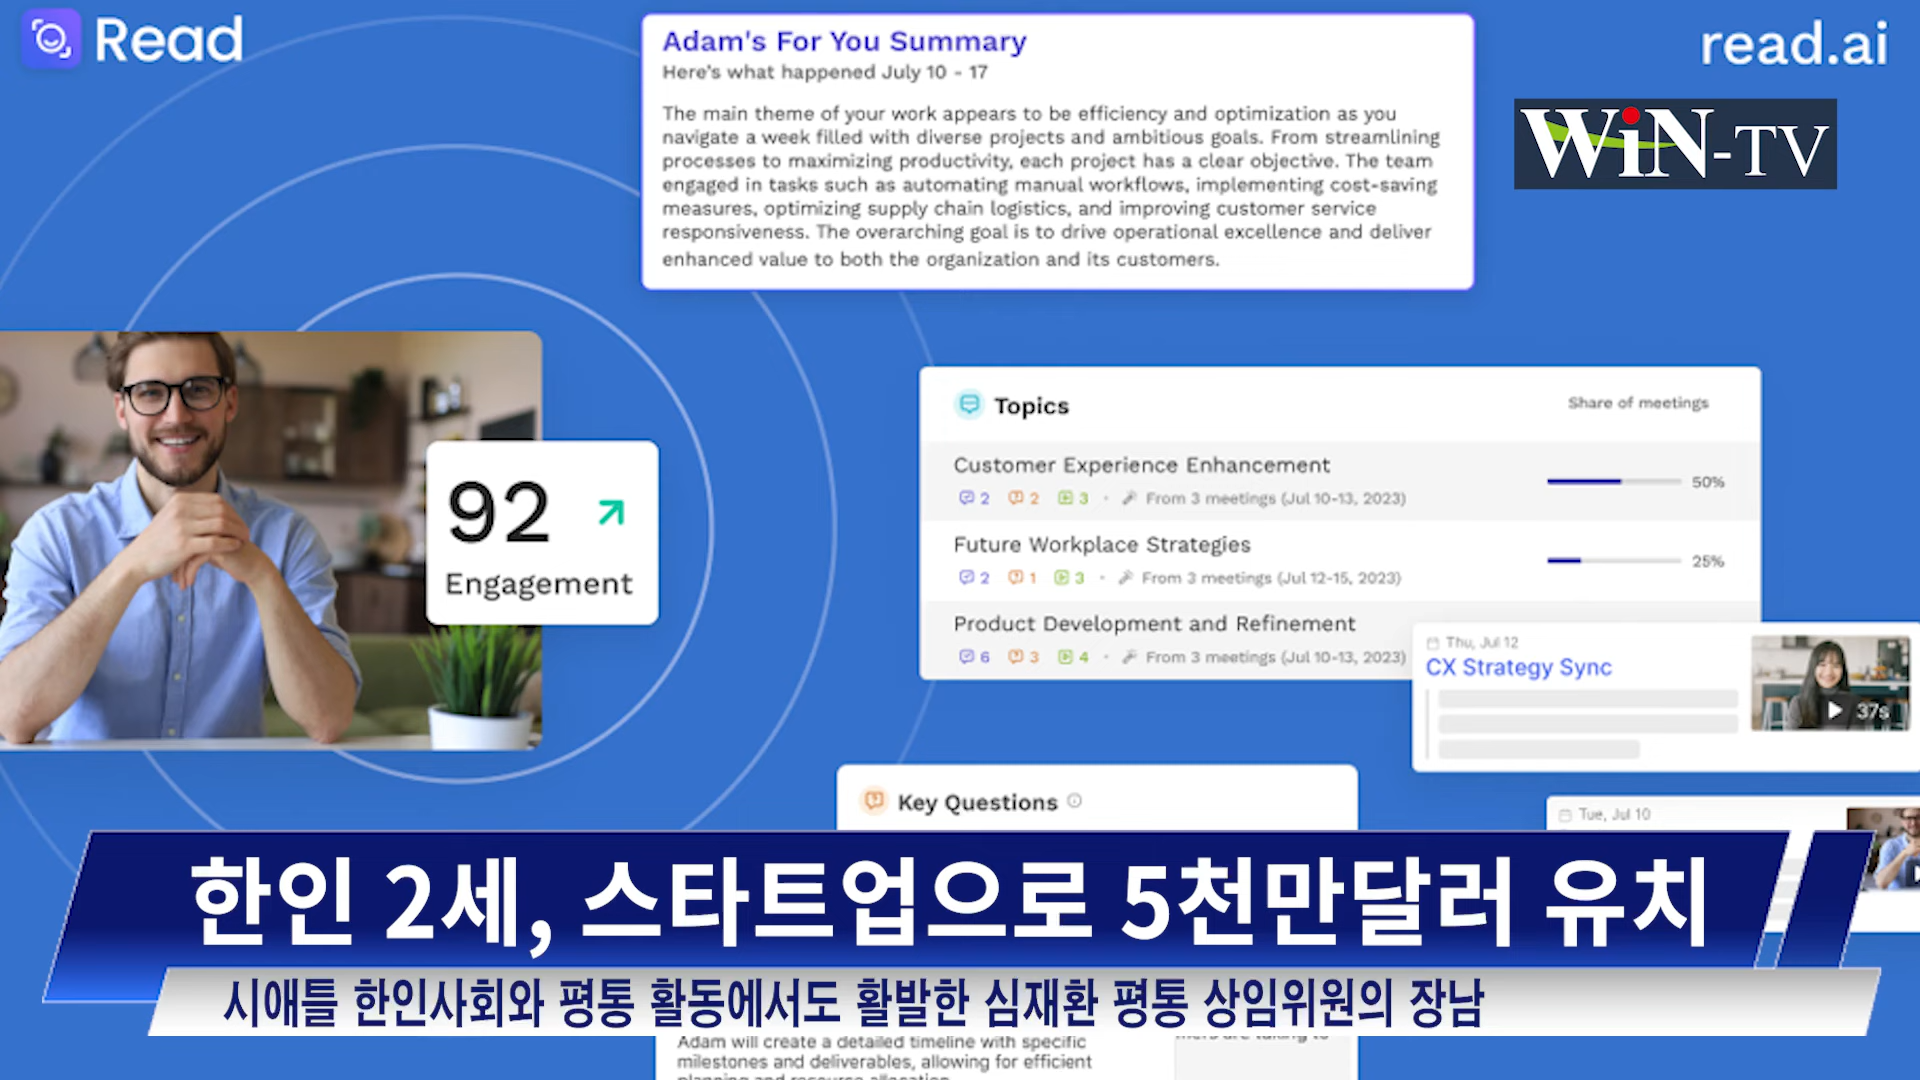 Read
read.ai
WiN-TV
Adam's For You Summary
Here's what happened July 10 - 17
The main theme of your work appears to be efficiency and optimization as you
navigate a week filled with diverse projects and ambitious goals. From streamlining
processes to maximizing productivity, each project has a clear objective. The team
engaged in tasks such as automating manual workflows, implementing cost-saving
measures, optimizing supply chain logistics, and improving customer service
responsiveness. The overarching goal is to drive operational excellence and deliver
enhanced value to both the organization and its customers.
92
Engagement
Topics
Share of meetings
Customer Experience Enhancement
2 2 3 • From 3 meetings (Jul 10-13, 2023)
50%
Future Workplace Strategies
2 1 3 • From 3 meetings (Jul 12-15, 2023)
25%
Product Development and Refinement
6 3 4 • From 3 meetings (Jul 10-13, 2023)
Thu, Jul 12
CX Strategy Sync
37s
Key Questions
Tue, Jul 10
한인 2세, 스타트업으로 5천만달러 유치
시애틀 한인사회와 평통 활동에서도 활발한 심재환 평통 상임위원의 장남
Adam will create a detailed timeline with specific
milestones and deliverables, allowing for efficient
planning and resource allocation